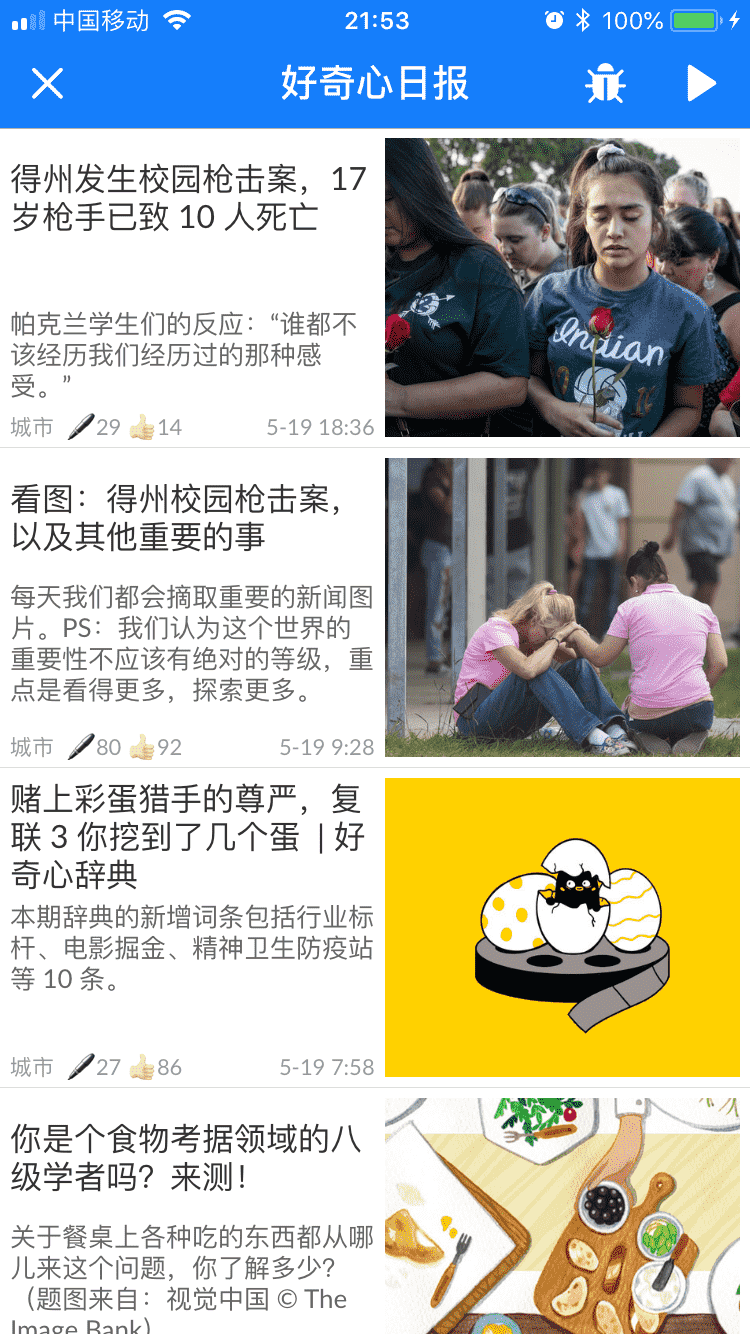 中国移动 21:53 100%
好奇心日报
得州发生校园枪击案，17
岁枪手已致 10 人死亡
帕克兰学生们的反应：“谁都不
该经历我们经历过的那种感
受。”
城市 29 14 5-19 18:36
Indian
看图：得州校园枪击案，
以及其他重要的事
每天我们都会摘取重要的新闻图
片。PS：我们认为这个世界的
重要性不应该有绝对的等级，重
点是看得更多，探索更多。
城市 80 92 5-19 9:28
赌上彩蛋猎手的尊严，复
联 3 你挖到了几个蛋 | 好
奇心辞典
本期辞典的新增词条包括行业标
杆、电影掘金、精神卫生防疫站
等 10 条。
城市 27 86 5-19 7:58
你是个食物考据领域的八
级学者吗？来测！
关于餐桌上各种吃的东西都从哪
儿来这个问题，你了解多少？
（题图来自：视觉中国 © The
Image Bank）